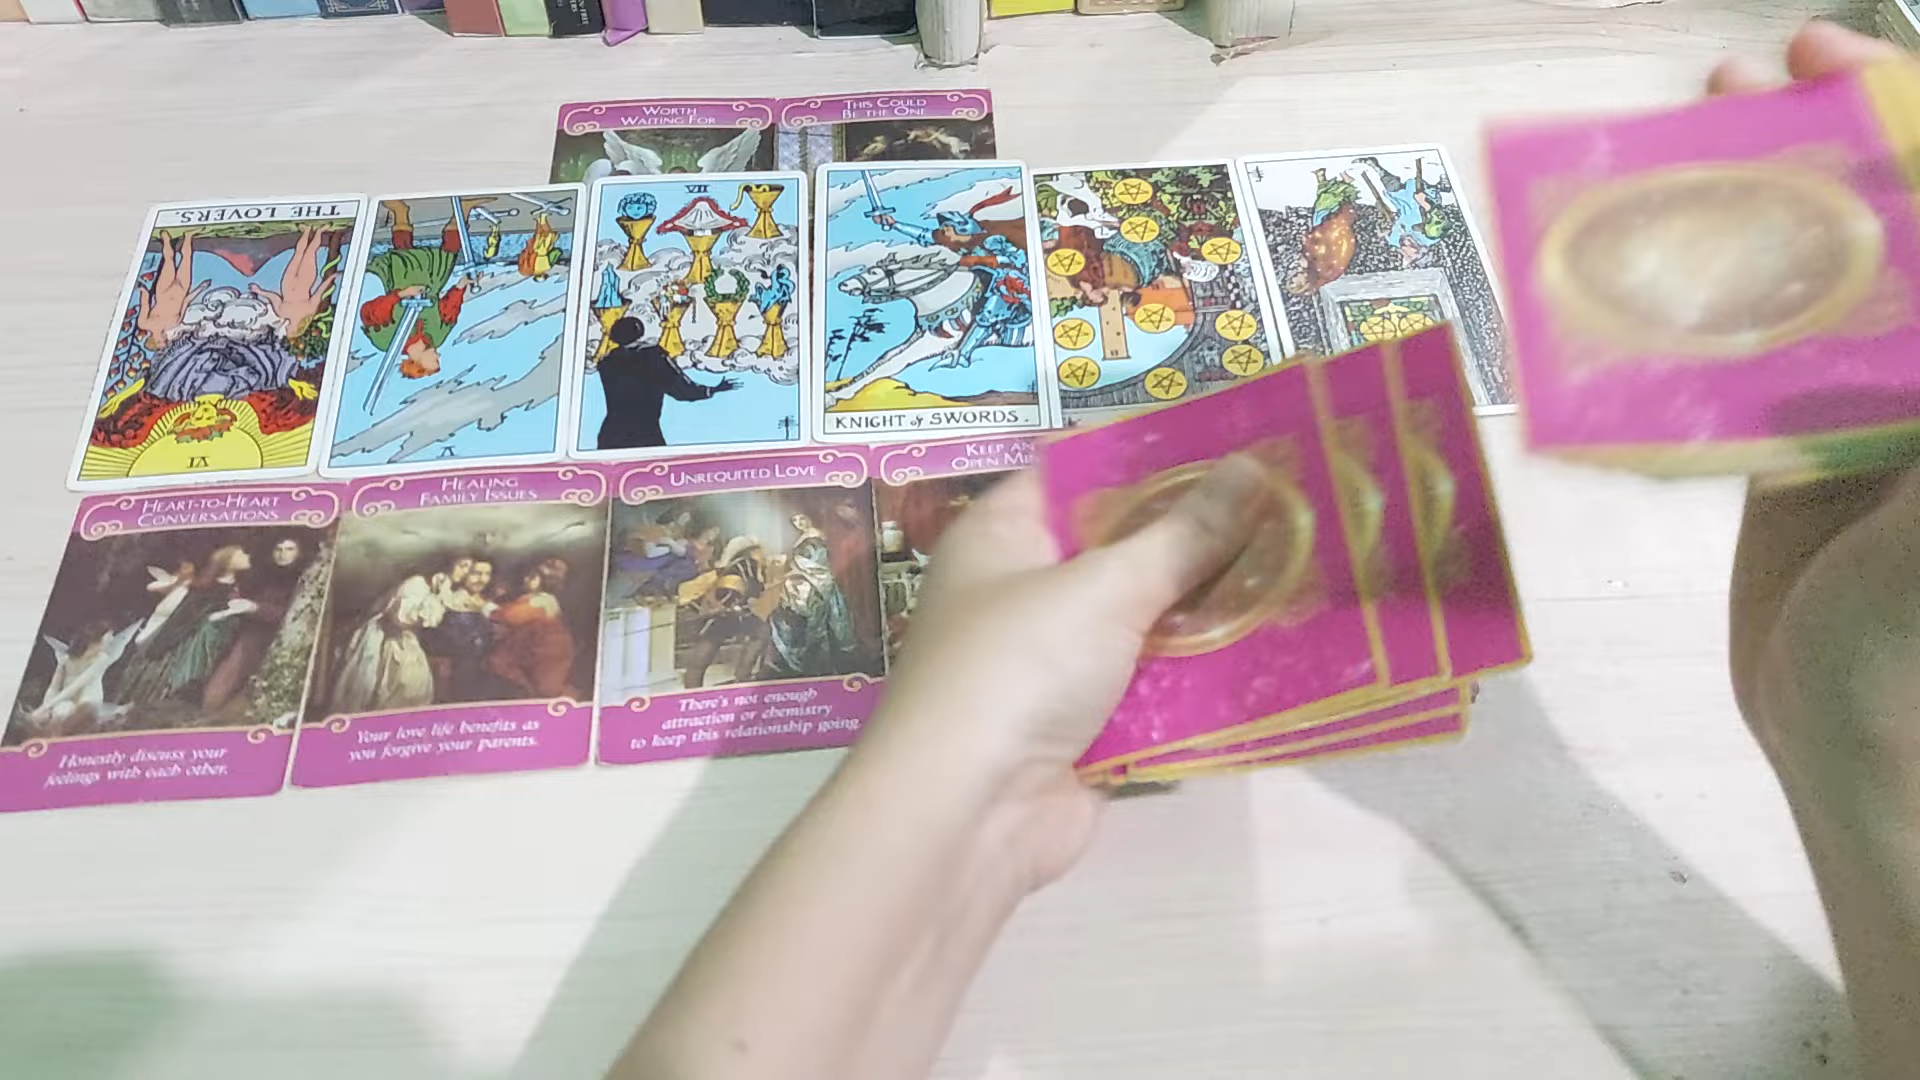 WORTH
WAITING FOR
THIS COULD
BE THE ONE
THE LOVERS.
VI
V
VII
KNIGHT of SWORDS.
HEART-TO-HEART
CONVERSATIONS
Honestly discuss your
feelings with each other.
HEALING
FAMILY ISSUES
Your love life benefits as
you forgive your parents.
UNREQUITED LOVE
There's not enough
attraction or chemistry
to keep this relationship going.
KEEP AN
OPEN